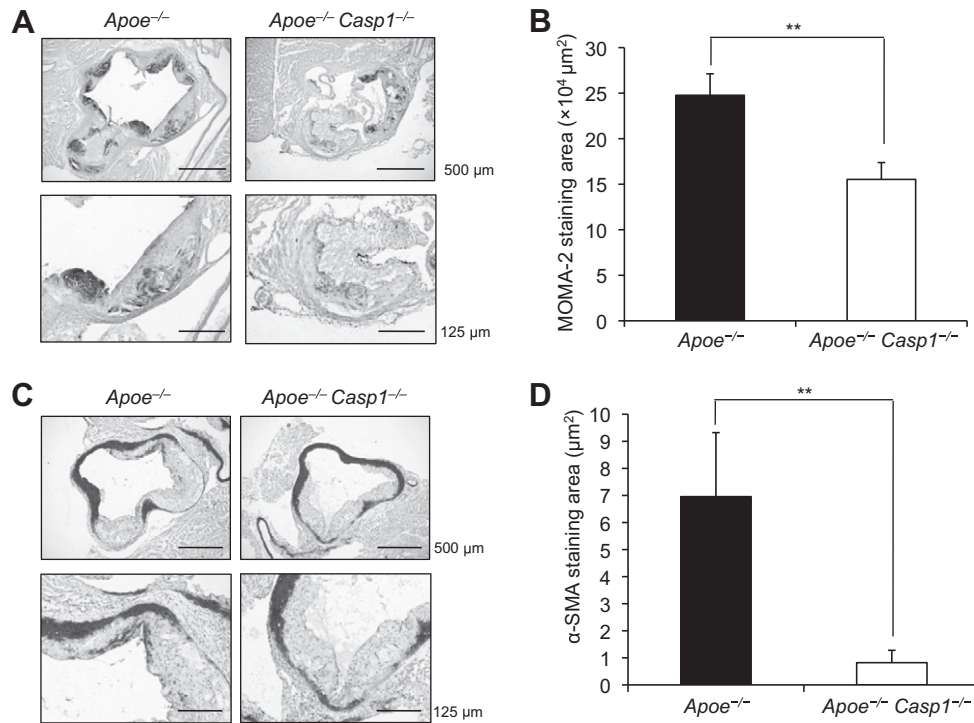 A
Apoe–/–
Apoe–/– Casp1–/–
500 µm
125 µm
B
MOMA-2 staining area (×10⁴ µm²)
30
25
20
15
10
5
0
**
Apoe–/–
Apoe–/– Casp1–/–
C
Apoe–/–
Apoe–/– Casp1–/–
500 µm
125 µm
D
α-SMA staining area (µm²)
10
9
8
7
6
5
4
3
2
1
0
**
Apoe–/–
Apoe–/– Casp1–/–